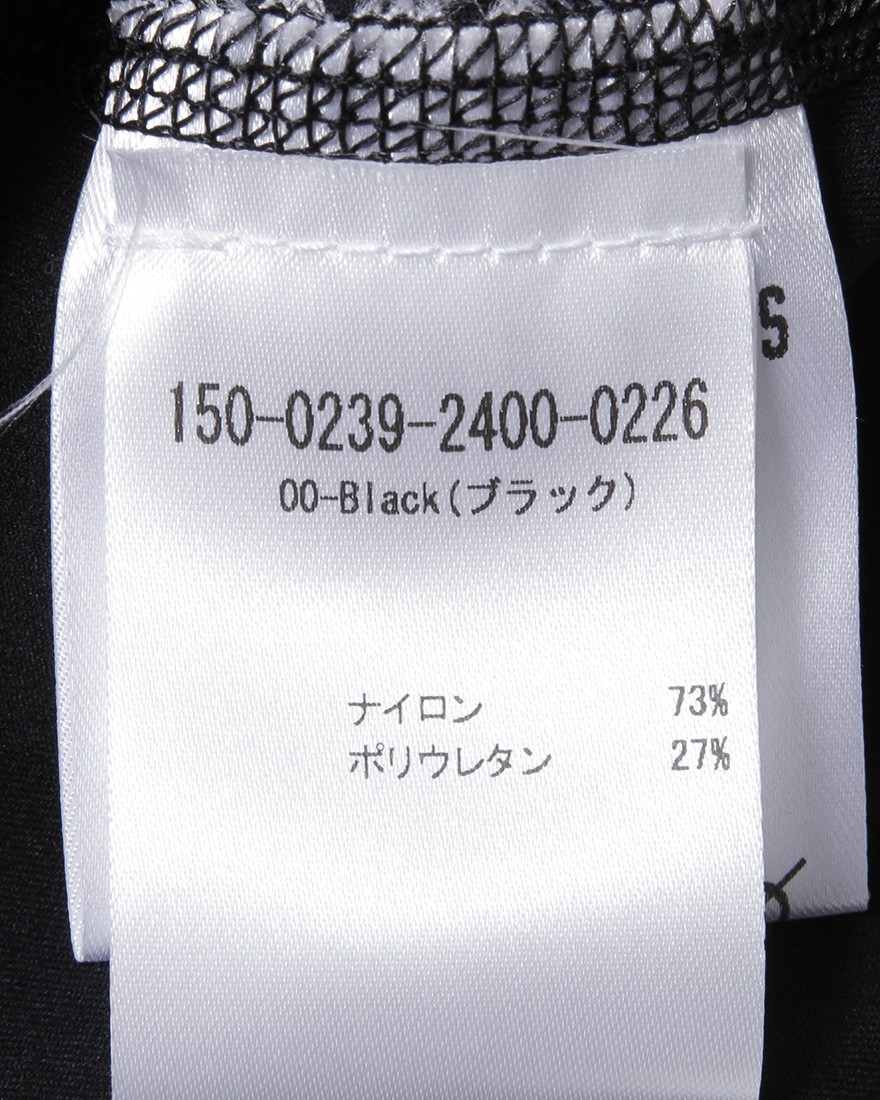 S
150-0239-2400-0226
00-Black(ブラック)
ナイロン 73%
ポリウレタン 27%